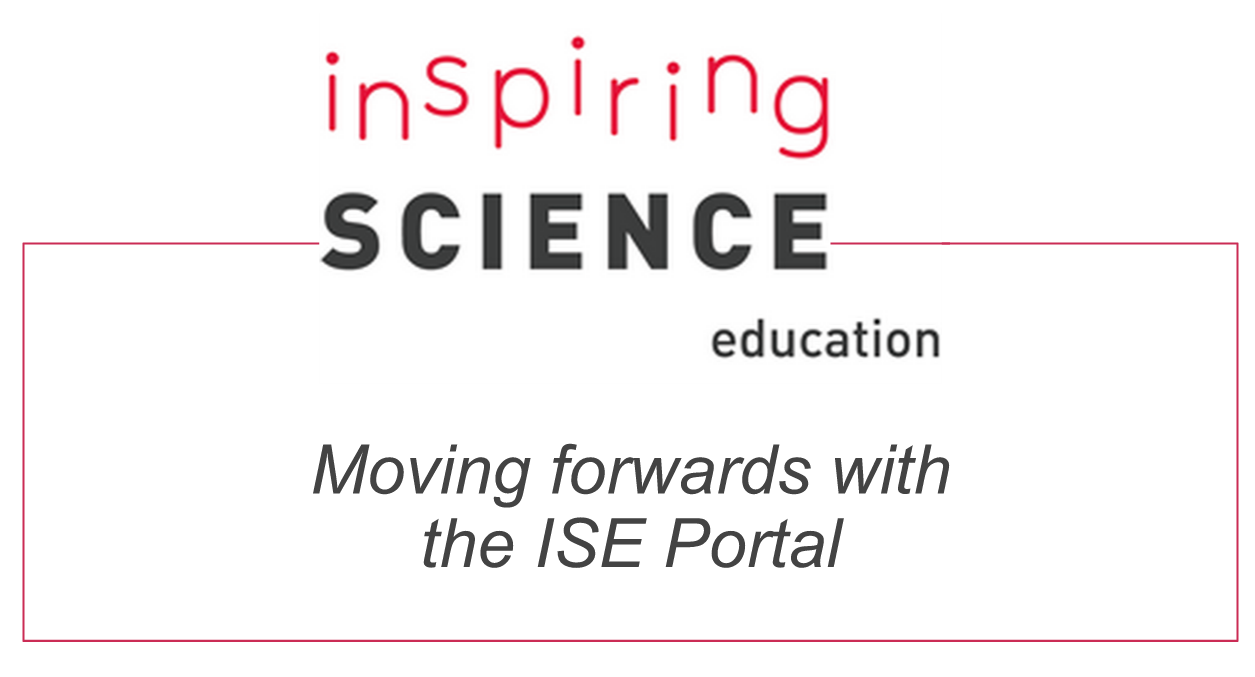 inspiring
SCIENCE
education
Moving forwards with
the ISE Portal